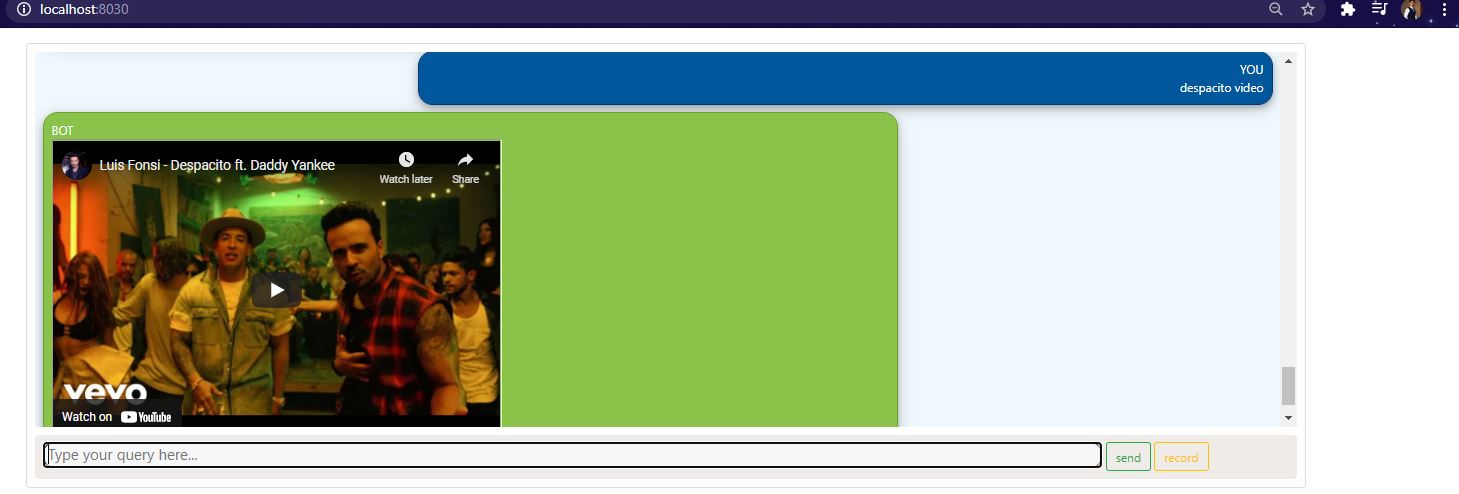 localhost:8030
YOU
despacito video
BOT
Luis Fonsi - Despacito ft. Daddy Yankee
Watch later
Share
vevo
Watch on YouTube
Type your query here...
send
record